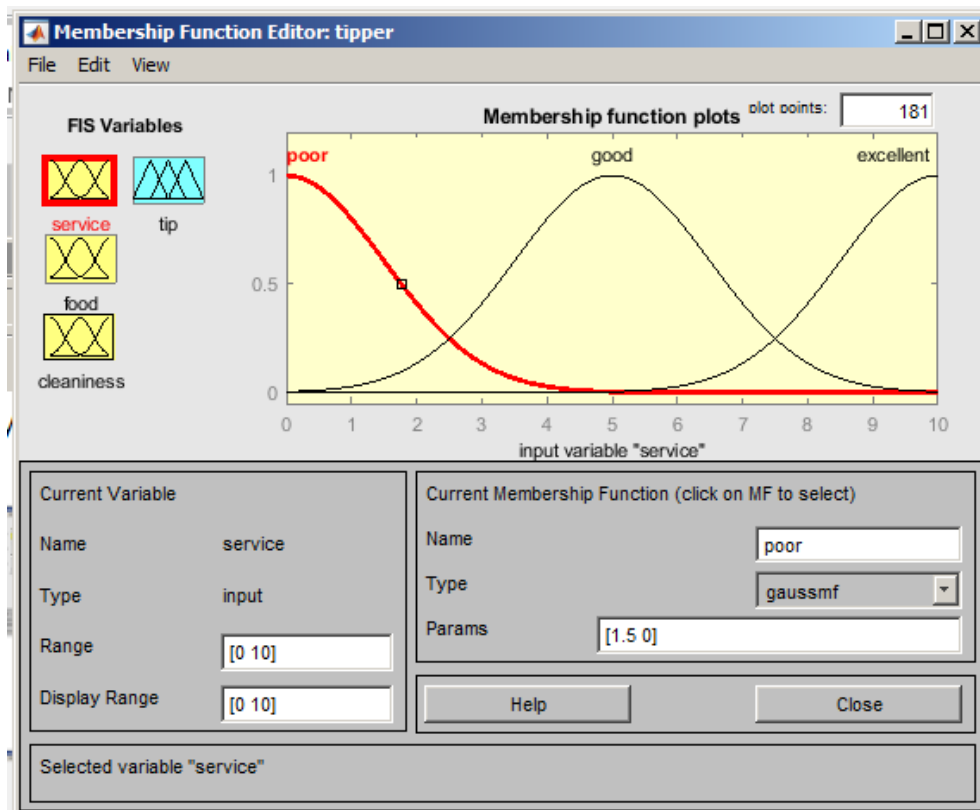 Membership Function Editor: tipper
File Edit View
FIS Variables
service
tip
food
cleaniness
Membership function plots
plot points:
181
poor
good
excellent
1
0.5
0
0 1 2 3 4 5 6 7 8 9 10
input variable "service"
Current Variable
Name service
Type input
Range [0 10]
Display Range [0 10]
Current Membership Function (click on MF to select)
Name poor
Type gaussmf
Params [1.5 0]
Help
Close
Selected variable "service"